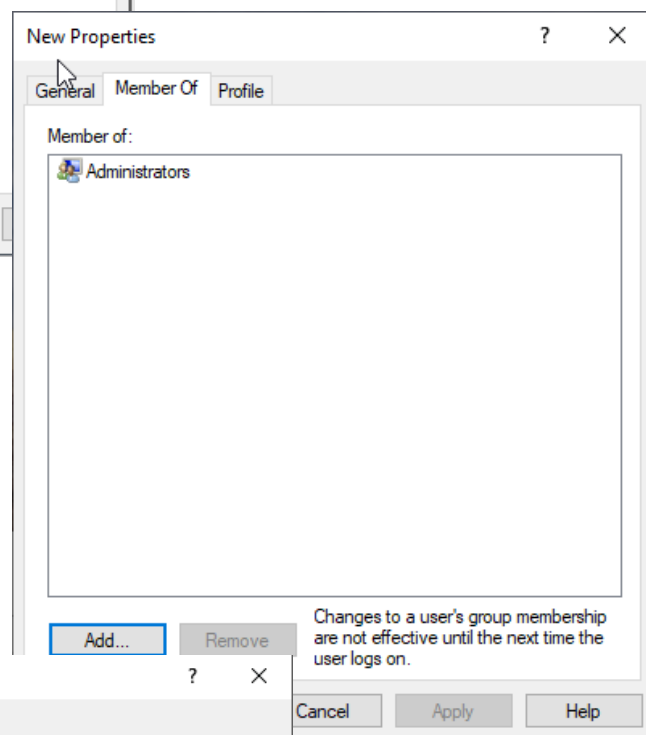 New Properties
?
General
Member Of
Profile
Member of:
Administrators
Add...
Remove
Changes to a user's group membership
are not effective until the next time the
user logs on.
?
Cancel
Apply
Help